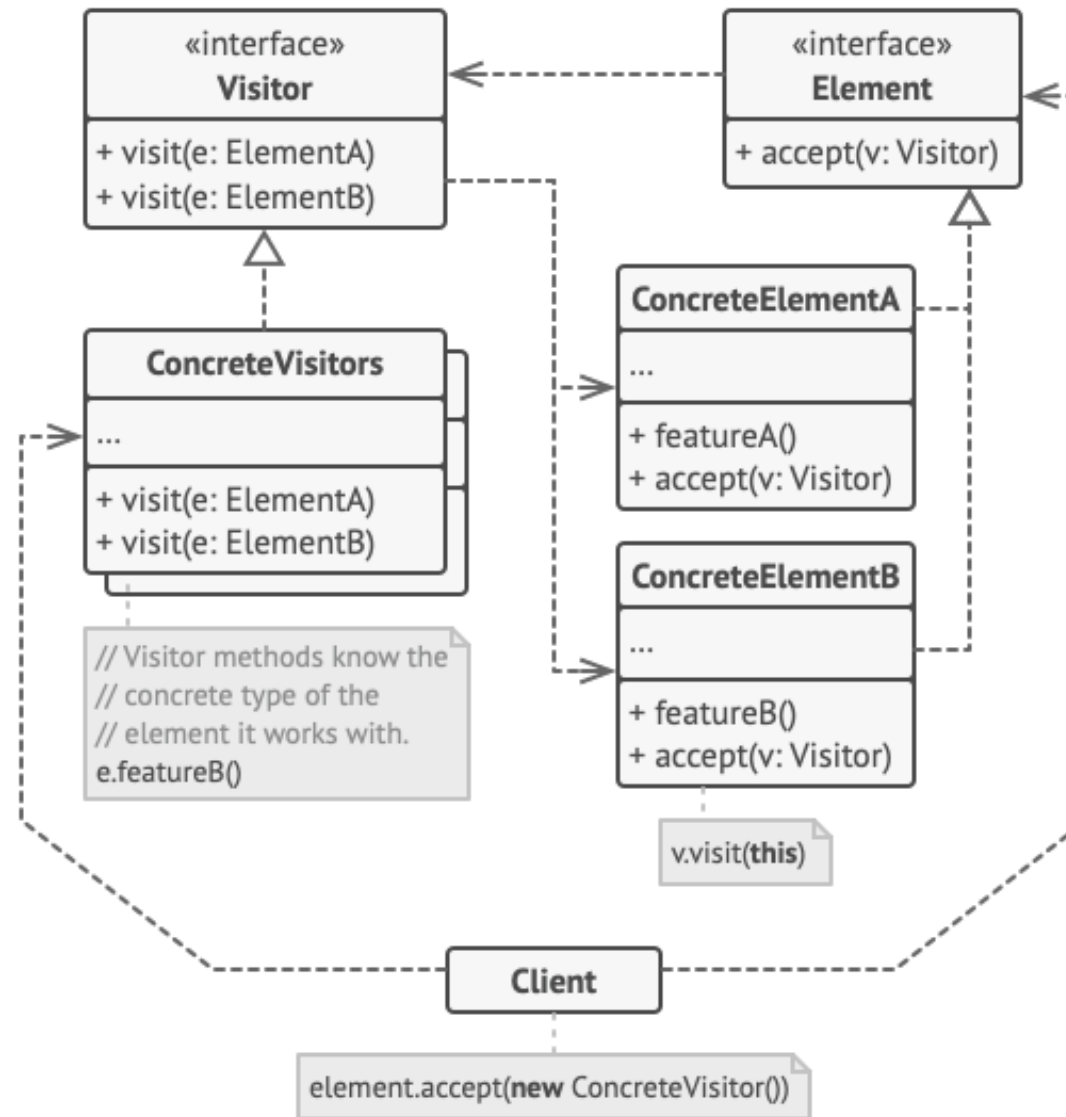 «interface»
Visitor
+ visit(e: ElementA)
+ visit(e: ElementB)
«interface»
Element
+ accept(v: Visitor)
ConcreteElementA
...
+ featureA()
+ accept(v: Visitor)
ConcreteVisitors
...
+ visit(e: ElementA)
+ visit(e: ElementB)
ConcreteElementB
...
+ featureB()
+ accept(v: Visitor)
// Visitor methods know the
// concrete type of the
// element it works with.
e.featureB()
v.visit(this)
Client
element.accept(new ConcreteVisitor())